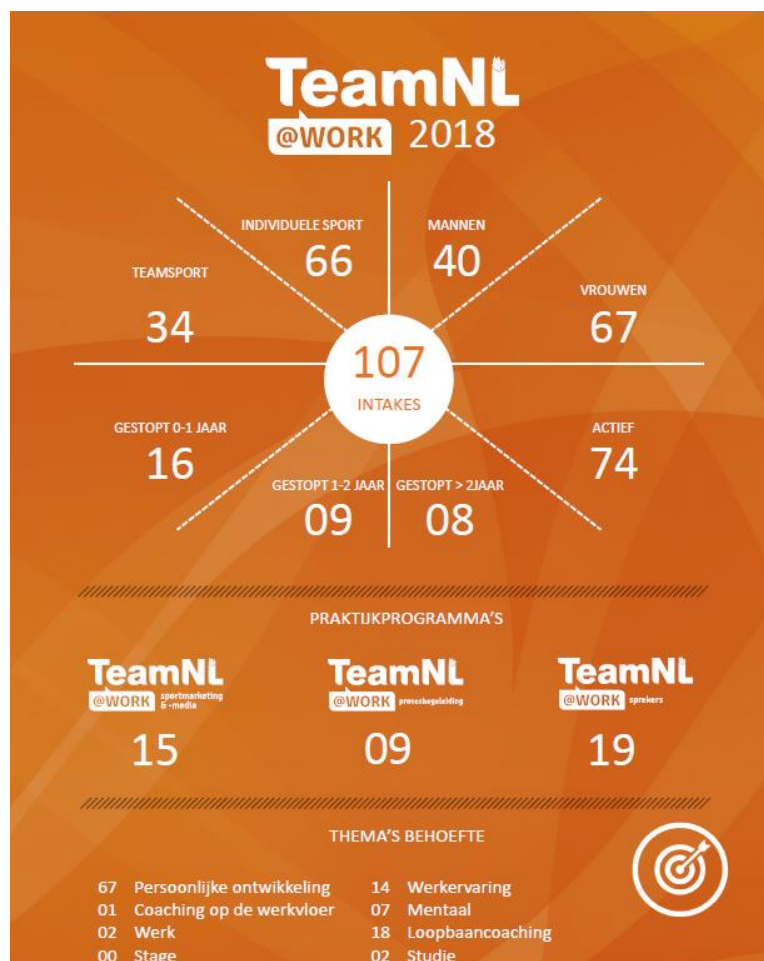 TeamNL
@WORK 2018
INDIVIDUELE SPORT
66
MANNEN
40
TEAMSPORT
34
VROUWEN
67
107
INTAKES
GESTOPT 0-1 JAAR
16
ACTIEF
74
GESTOPT 1-2 JAAR
09
GESTOPT > 2JAAR
08
PRAKTIJKPROGRAMMA'S
TeamNL
@WORK sportmarketing
& -media
15
TeamNL
@WORK procesbegeleiding
09
TeamNL
@WORK sprekers
19
THEMA'S BEHOEFTE
67 Persoonlijke ontwikkeling
01 Coaching op de werkvloer
02 Werk
00 Stage
14 Werkervaring
07 Mentaal
18 Loopbaancoaching
02 Studie